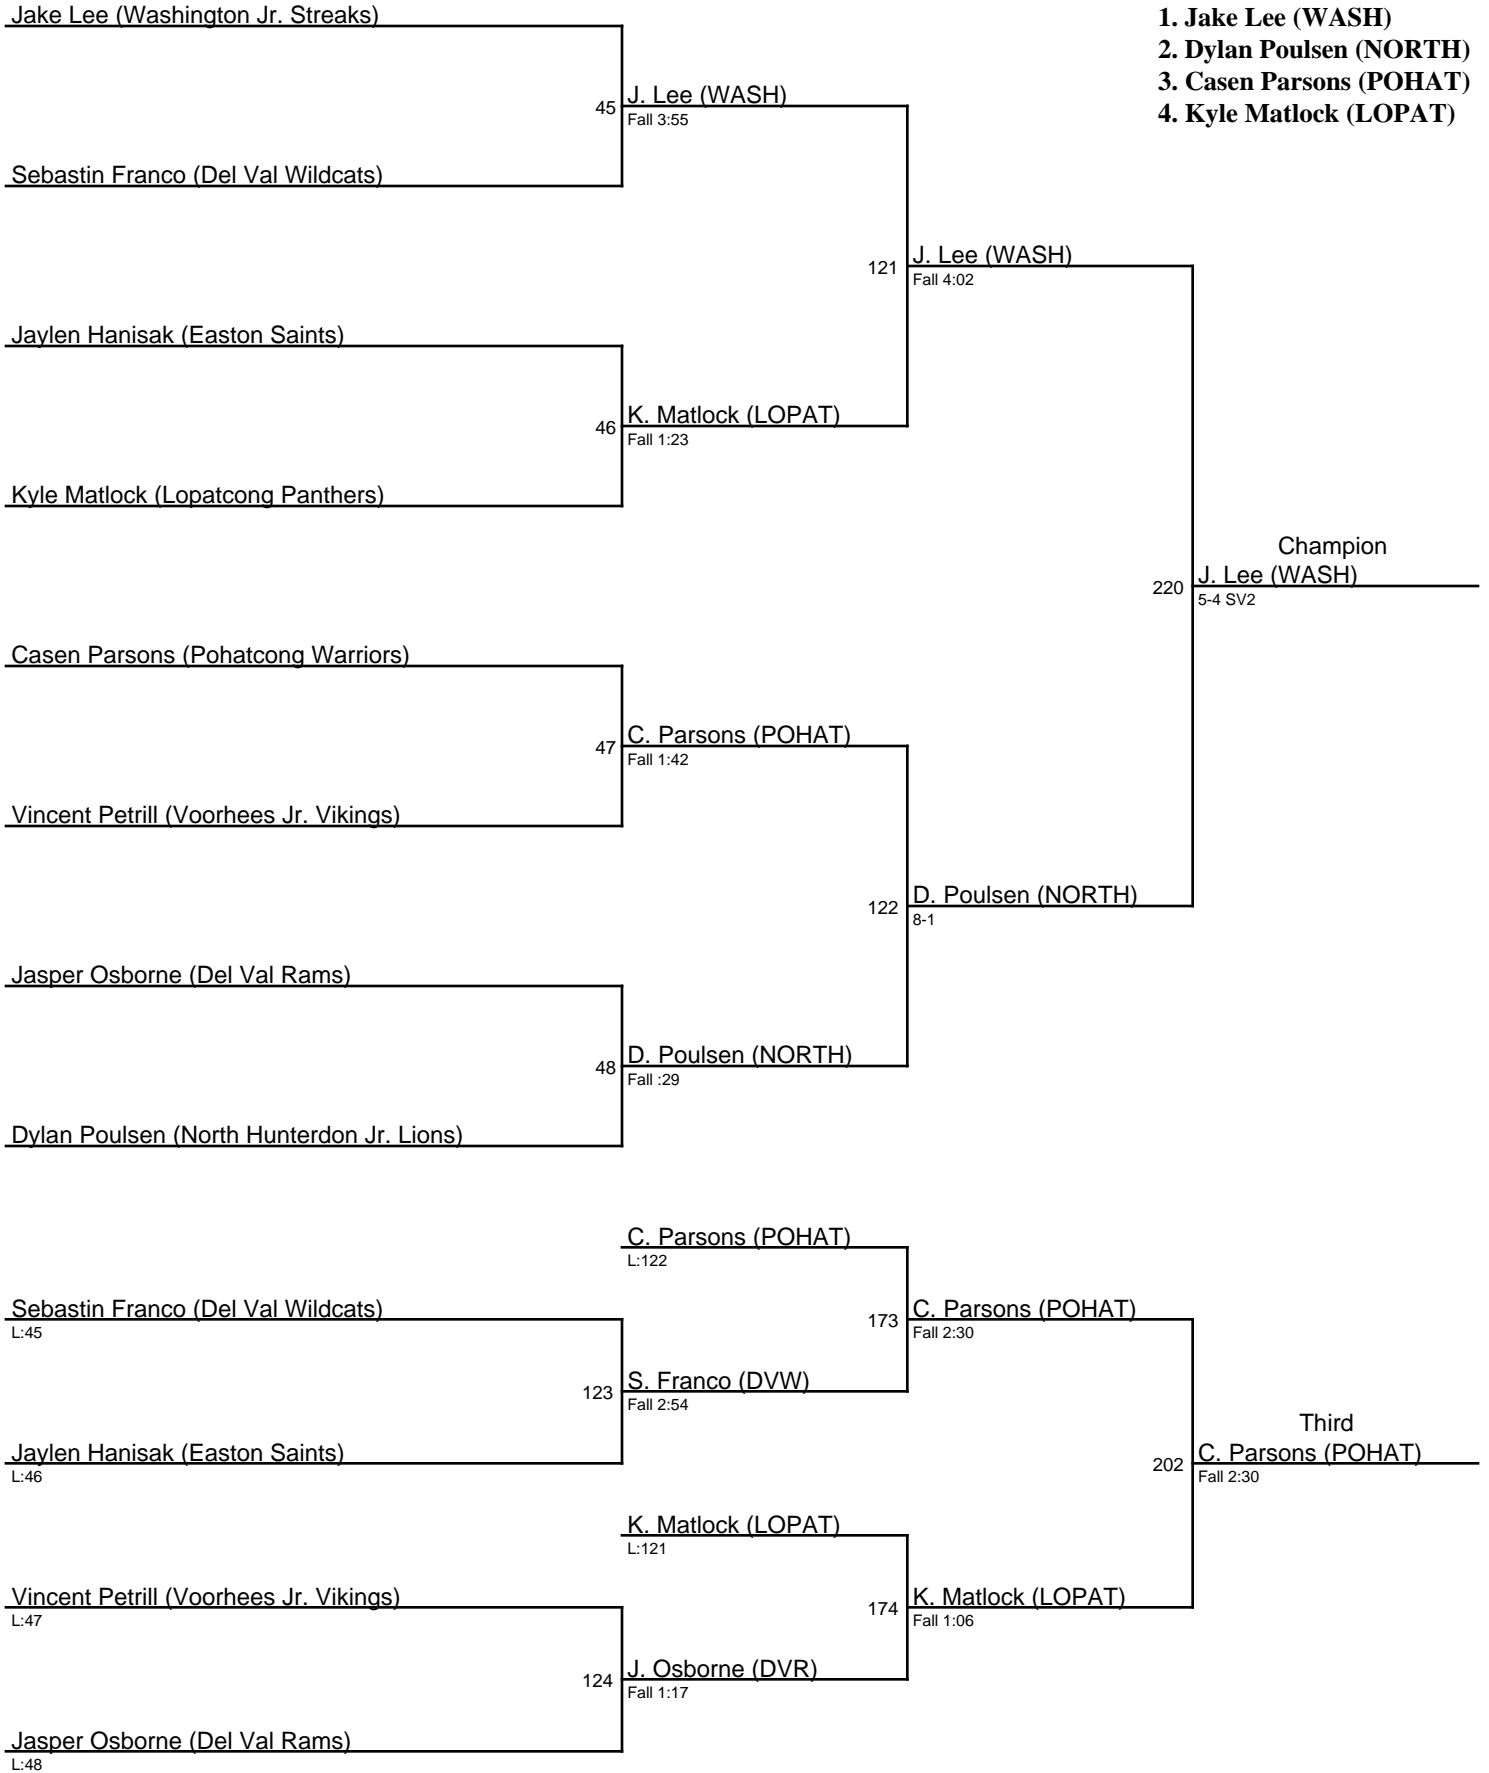 Jake Lee (Washington Jr. Streaks)
1. Jake Lee (WASH)
2. Dylan Poulsen (NORTH)
3. Casen Parsons (POHAT)
4. Kyle Matlock (LOPAT)
45
J. Lee (WASH)
Fall 3:55
Sebastin Franco (Del Val Wildcats)
121
J. Lee (WASH)
Fall 4:02
Jaylen Hanisak (Easton Saints)
46
K. Matlock (LOPAT)
Fall 1:23
Kyle Matlock (Lopatcong Panthers)
Champion
220
J. Lee (WASH)
5-4 SV2
Casen Parsons (Pohatcong Warriors)
47
C. Parsons (POHAT)
Fall 1:42
Vincent Petrill (Voorhees Jr. Vikings)
122
D. Poulsen (NORTH)
8-1
Jasper Osborne (Del Val Rams)
48
D. Poulsen (NORTH)
Fall :29
Dylan Poulsen (North Hunterdon Jr. Lions)
C. Parsons (POHAT)
L:122
Sebastin Franco (Del Val Wildcats)
L:45
173
C. Parsons (POHAT)
Fall 2:30
123
S. Franco (DVW)
Fall 2:54
Jaylen Hanisak (Easton Saints)
L:46
Third
202
C. Parsons (POHAT)
Fall 2:30
K. Matlock (LOPAT)
L:121
Vincent Petrill (Voorhees Jr. Vikings)
L:47
174
K. Matlock (LOPAT)
Fall 1:06
124
J. Osborne (DVR)
Fall 1:17
Jasper Osborne (Del Val Rams)
L:48